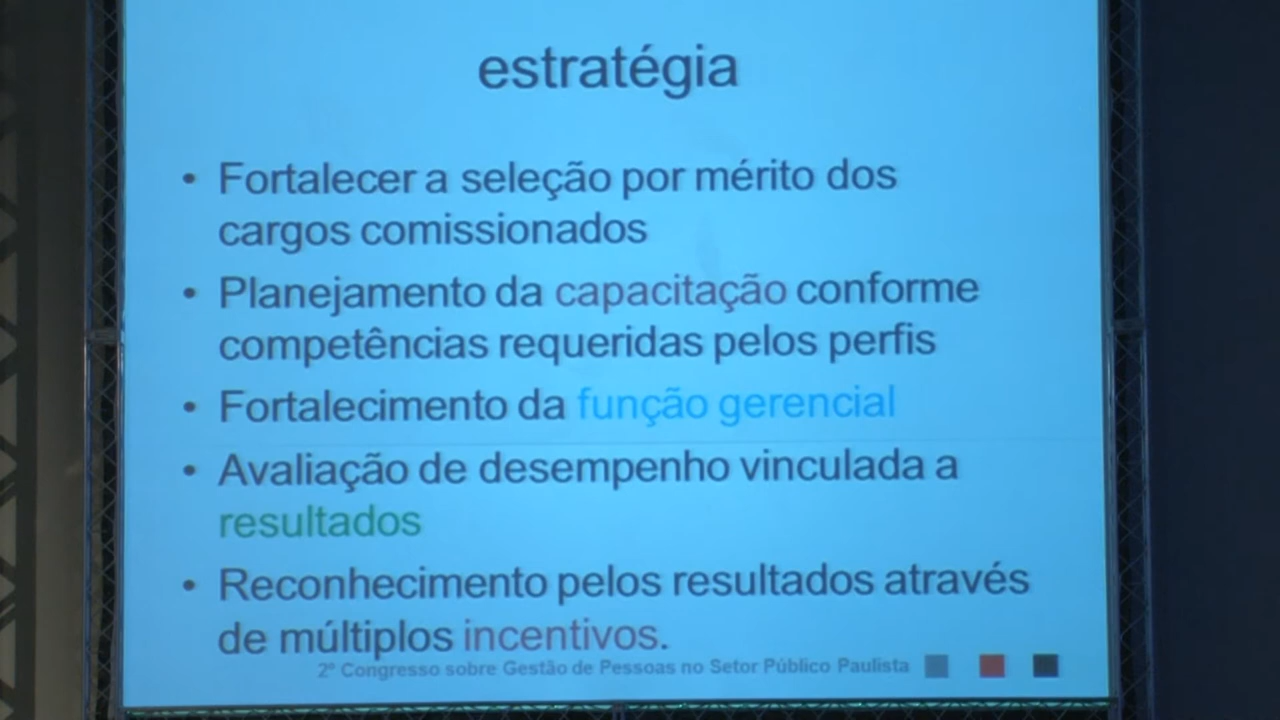 estratégia
• Fortalecer a seleção por mérito dos
cargos comissionados
• Planejamento da capacitação conforme
competências requeridas pelos perfis
• Fortalecimento da função gerencial
• Avaliação de desempenho vinculada a
resultados
• Reconhecimento pelos resultados através
de múltiplos incentivos.
2º Congresso sobre Gestão de Pessoas no Setor Público Paulista